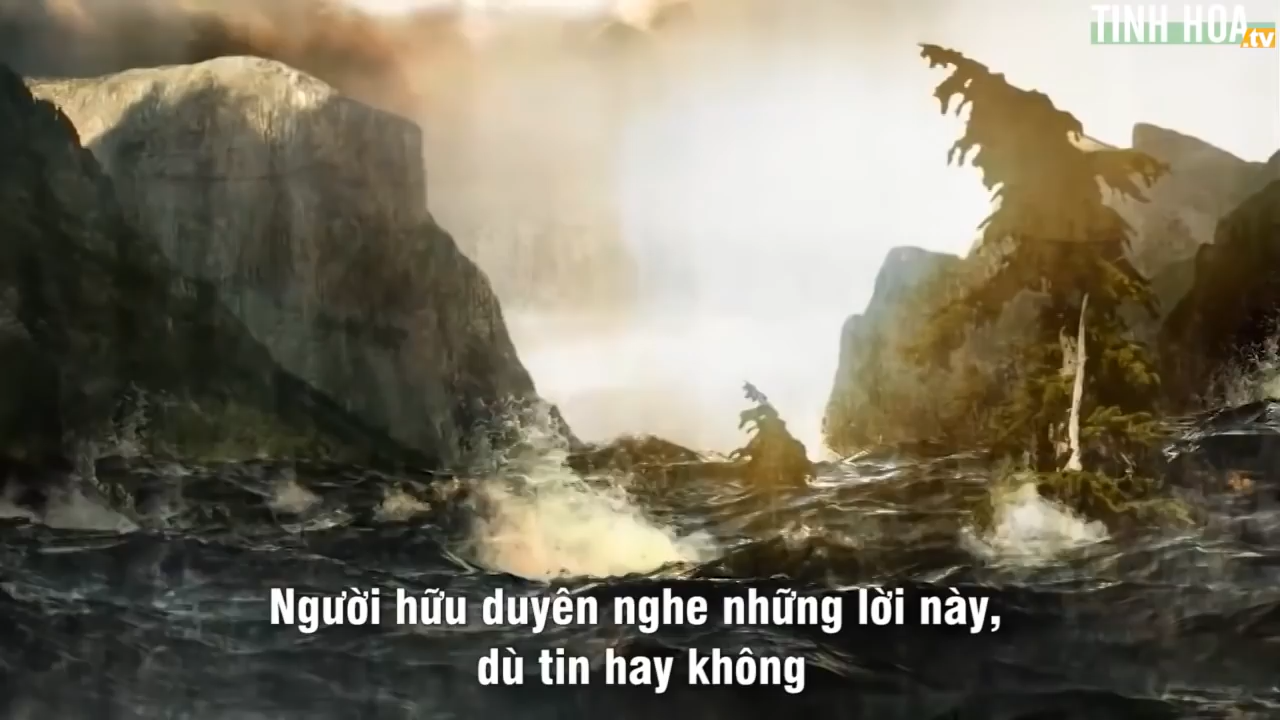 TINH HOA
.tv
Người hữu duyên nghe những lời này,
dù tin hay không